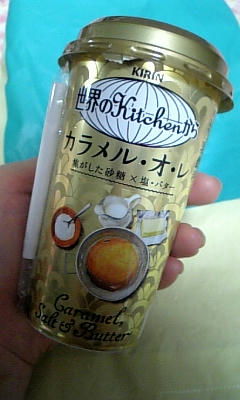 KIRIN
世界のKitchenから
カラメル・オ・レ
焦がした砂糖×塩・バター
Caramel,
Salt & Butter